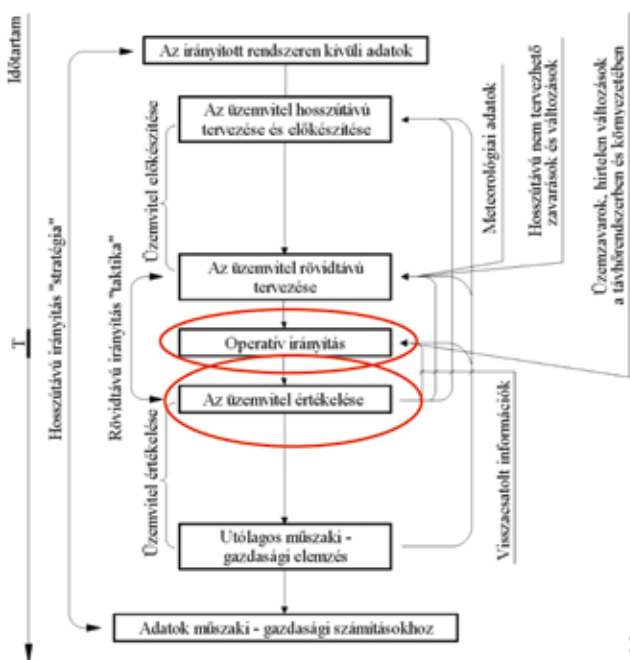 Időtartam
T
Hosszútávú irányítás "stratégia"
Rövidtávú irányítás "taktika"
Üzemvitel előkészítése
Üzemvitel értékelése
Az irányított rendszeren kívüli adatok
Az üzemvitel hosszútávú
tervezése és előkészítése
Az üzemvitel rövidtávú
tervezése
Operatív irányítás
Az üzemvitel értékelése
Utólagos műszaki -
gazdasági elemzés
Adatok műszaki - gazdasági számításokhoz
Meteorológiai adatok
Hosszútávú nem tervezhető
zavarások és változások
Üzemzavarok, hirtelen változások
a távhőrendszerben és környezetében
Visszacsatolt információk